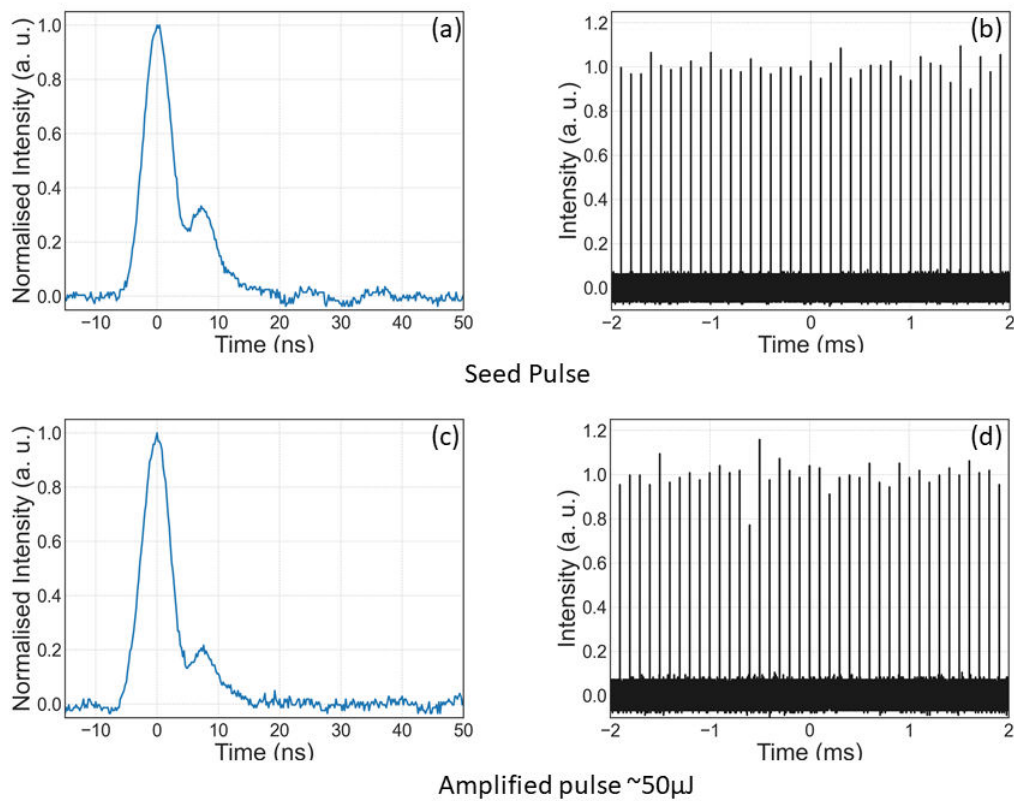 (a)
Normalised Intensity (a. u.)
1.0
0.8
0.6
0.4
0.2
0.0
−10 0 10 20 30 40 50
Time (ns)
(b)
Intensity (a. u.)
1.2
1.0
0.8
0.6
0.4
0.2
0.0
−2 −1 0 1 2
Time (ms)
Seed Pulse
(c)
Normalised Intensity (a. u.)
1.0
0.8
0.6
0.4
0.2
0.0
−10 0 10 20 30 40 50
Time (ns)
(d)
Intensity (a. u.)
1.2
1.0
0.8
0.6
0.4
0.2
0.0
−2 −1 0 1 2
Time (ms)
Amplified pulse ~50µJ